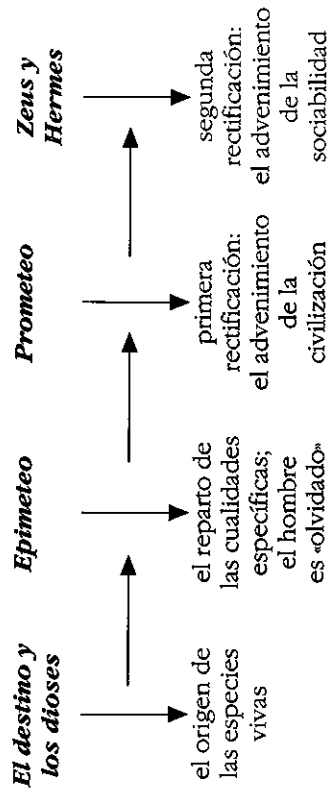 El destino y
los dioses
Epimeteo
Prometeo
Zeus y
Hermes
el origen de
las especies
vivas
el reparto de
las cualidades
específicas;
el hombre
es «olvidado»
primera
rectificación:
el advenimiento
de la
civilización
segunda
rectificación:
el advenimiento
de la
sociabilidad